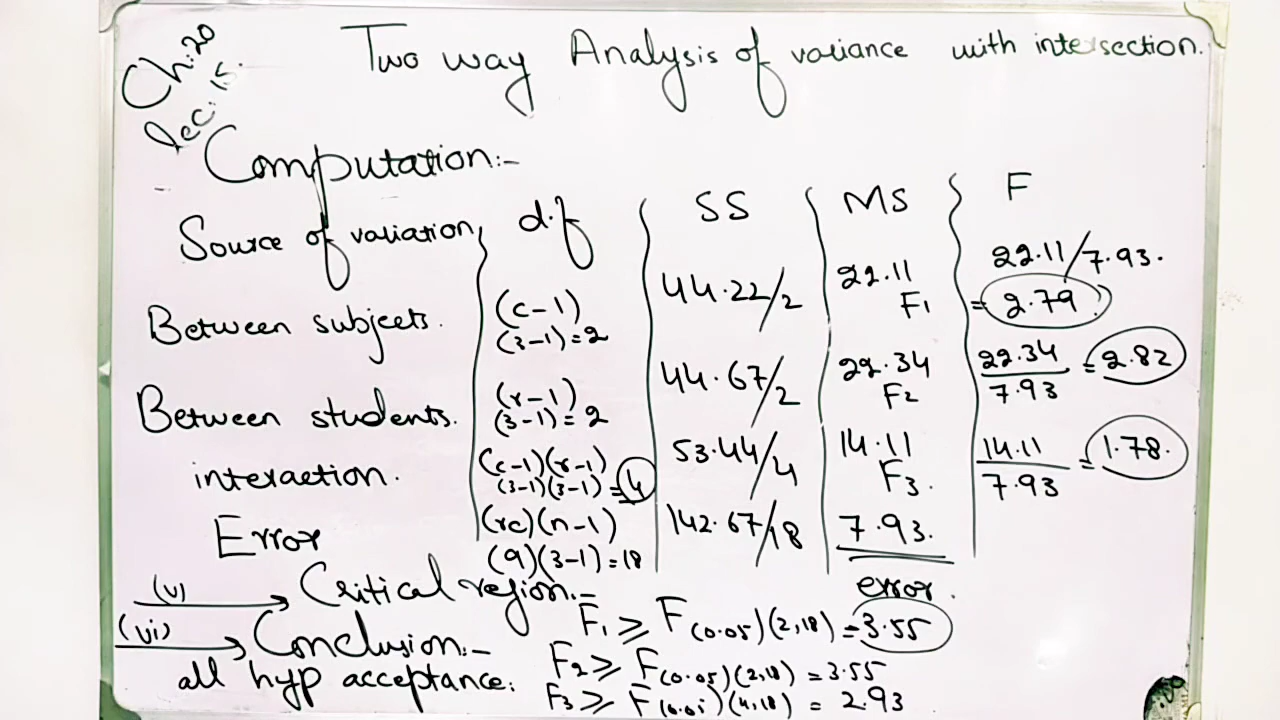 Ch:20
Lec: 15.
Two way Analysis of variance with intersection.
Computation:-
Source of variation d.f SS MS F
Between subjects. (c-1) (3-1)=2 44.22/2 22.11 F₁ 22.11/7.93. = 2.79
Between students. (r-1) (3-1)=2 44.67/2 22.34 F₂ 22.34/7.93 = 2.82
interaction. (c-1)(r-1) (3-1)(3-1)=4 53.44/4 14.11 F₃. 14.11/7.93 = 1.78.
Error (rc)(n-1) (9)(3-1)=18 142.67/18 7.93. error.
(v) → Critical region:- F₁ ≥ F(0.05)(2,18) = 3.55
(vi) → Conclusion:- F₂ ≥ F(0.05)(2,18) = 3.55
all hyp acceptance: F₃ ≥ F(0.05)(4,18) = 2.93